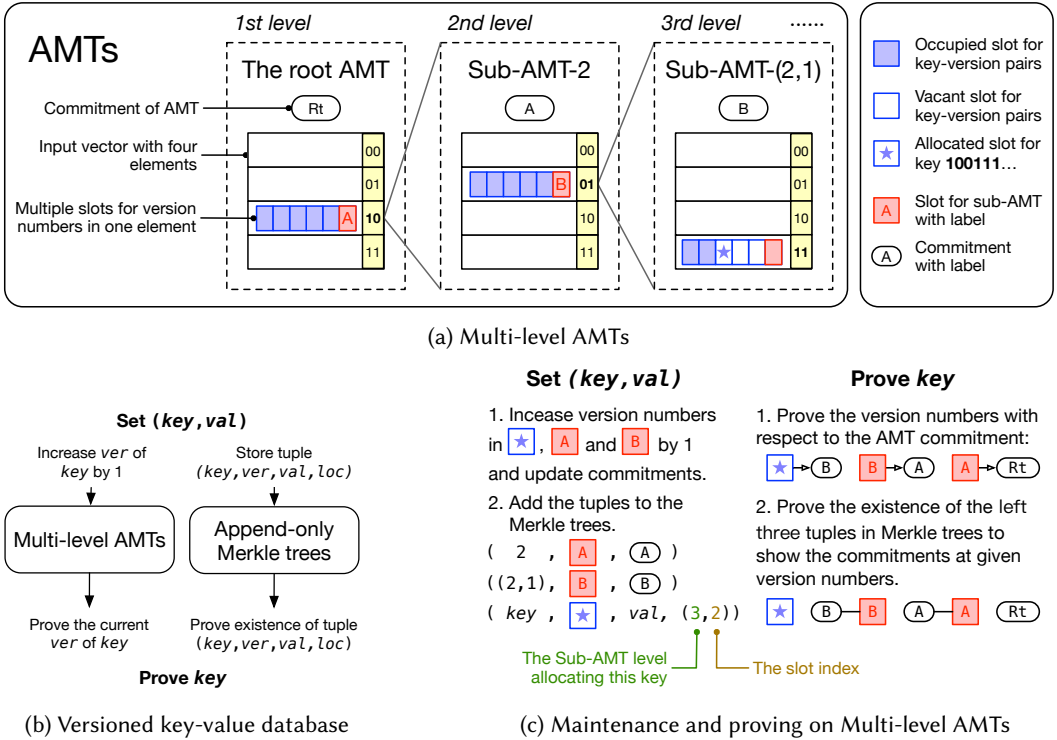 AMTs
1st level
2nd level
3rd level
......
The root AMT
Sub-AMT-2
Sub-AMT-(2,1)
Commitment of AMT
Rt
A
B
Input vector with four
elements
Multiple slots for version
numbers in one element
00
01
A
10
11
00
B
01
10
11
00
01
10
11
Occupied slot for
key-version pairs
Vacant slot for
key-version pairs
Allocated slot for
key 100111...
A
Slot for sub-AMT
with label
A
Commitment
with label
(a) Multi-level AMTs
Set (key,val)
Increase ver of
key by 1
Store tuple
(key,ver,val,loc)
Multi-level AMTs
Append-only
Merkle trees
Prove the current
ver of key
Prove existence of tuple
(key,ver,val,loc)
Prove key
(b) Versioned key-value database
Set (key,val)
1. Incease version numbers
in ★ , A and B by 1
and update commitments.
2. Add the tuples to the
Merkle trees.
( 2 , A , A )
((2,1), B , B )
( key , ★ , val, (3,2))
The Sub-AMT level
allocating this key
The slot index
Prove key
1. Prove the version numbers with
respect to the AMT commitment:
★ B B A A Rt
2. Prove the existence of the left
three tuples in Merkle trees to
show the commitments at given
version numbers.
★ B B A A Rt
(c) Maintenance and proving on Multi-level AMTs